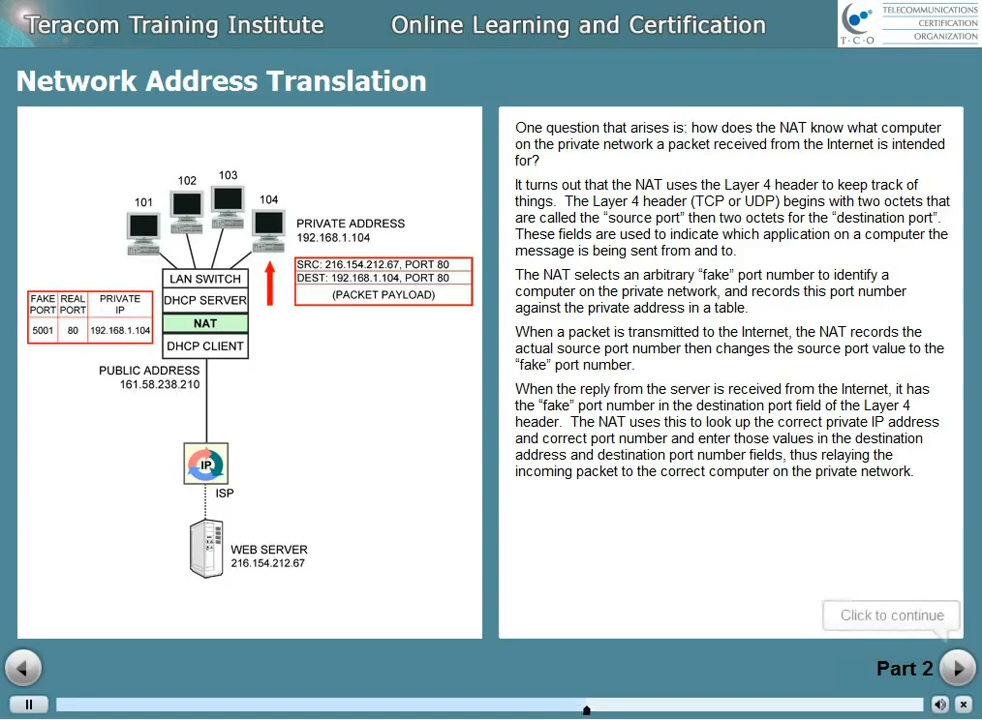 Teracom Training Institute
Online Learning and Certification
T·C·O
TELECOMMUNICATIONS
CERTIFICATION
ORGANIZATION
Network Address Translation
101
102
103
104
PRIVATE ADDRESS
192.168.1.104
SRC: 216.154.212.67, PORT 80
DEST: 192.168.1.104, PORT 80
(PACKET PAYLOAD)
LAN SWITCH
DHCP SERVER
NAT
DHCP CLIENT
FAKE PORT REAL PORT PRIVATE IP
5001 80 192.168.1.104
PUBLIC ADDRESS
161.58.238.210
IP
ISP
WEB SERVER
216.154.212.67
One question that arises is: how does the NAT know what computer
on the private network a packet received from the Internet is intended
for?
It turns out that the NAT uses the Layer 4 header to keep track of
things. The Layer 4 header (TCP or UDP) begins with two octets that
are called the “source port” then two octets for the “destination port”.
These fields are used to indicate which application on a computer the
message is being sent from and to.
The NAT selects an arbitrary “fake” port number to identify a
computer on the private network, and records this port number
against the private address in a table.
When a packet is transmitted to the Internet, the NAT records the
actual source port number then changes the source port value to the
“fake” port number.
When the reply from the server is received from the Internet, it has
the “fake” port number in the destination port field of the Layer 4
header. The NAT uses this to look up the correct private IP address
and correct port number and enter those values in the destination
address and destination port number fields, thus relaying the
incoming packet to the correct computer on the private network.
Click to continue
Part 2